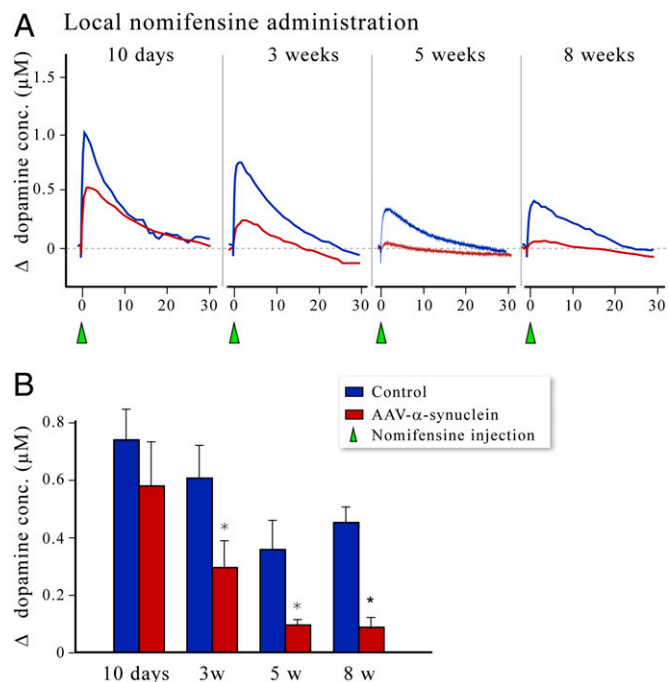 A Local nomifensine administration
10 days 3 weeks 5 weeks 8 weeks
Δ dopamine conc. (µM)
1.5
1.0
0.5
0
0 10 20 30 0 10 20 30 0 10 20 30 0 10 20 30
B
Control
AAV-α-synuclein
Nomifensine injection
Δ dopamine conc. (µM)
0.8
0.6
0.4
0.2
0
* * *
10 days 3w 5 w 8 w